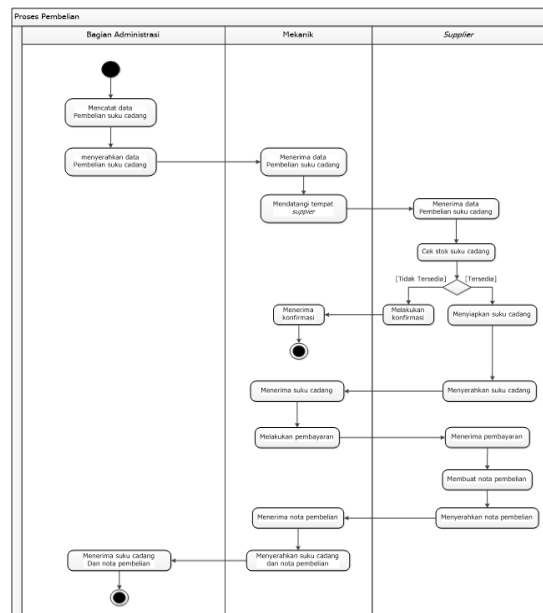 Proses Pembelian
Bagian Administrasi
Mekanik
Supplier
Mencatat data
Pembelian suku cadang
menyerahkan data
Pembelian suku cadang
Menerima data
Pembelian suku cadang
Mendatangi tempat
suppier
Menerima data
Pembelian suku cadang
Cek stok suku cadang
[Tidak Tersedia]
[Tersedia]
Menerima
konfirmasi
Melakukan
konfirmasi
Menyiapkan suku cadang
Menerima suku cadang
Menyerahkan suku cadang
Melakukan pembayaran
Menerima pembayaran
Membuat nota pembelian
Menerima nota pembelian
Menyerahkan nota pembelian
Menerima suku cadang
Dan nota pembelian
Menyerahkan suku cadang
dan nota pembelian